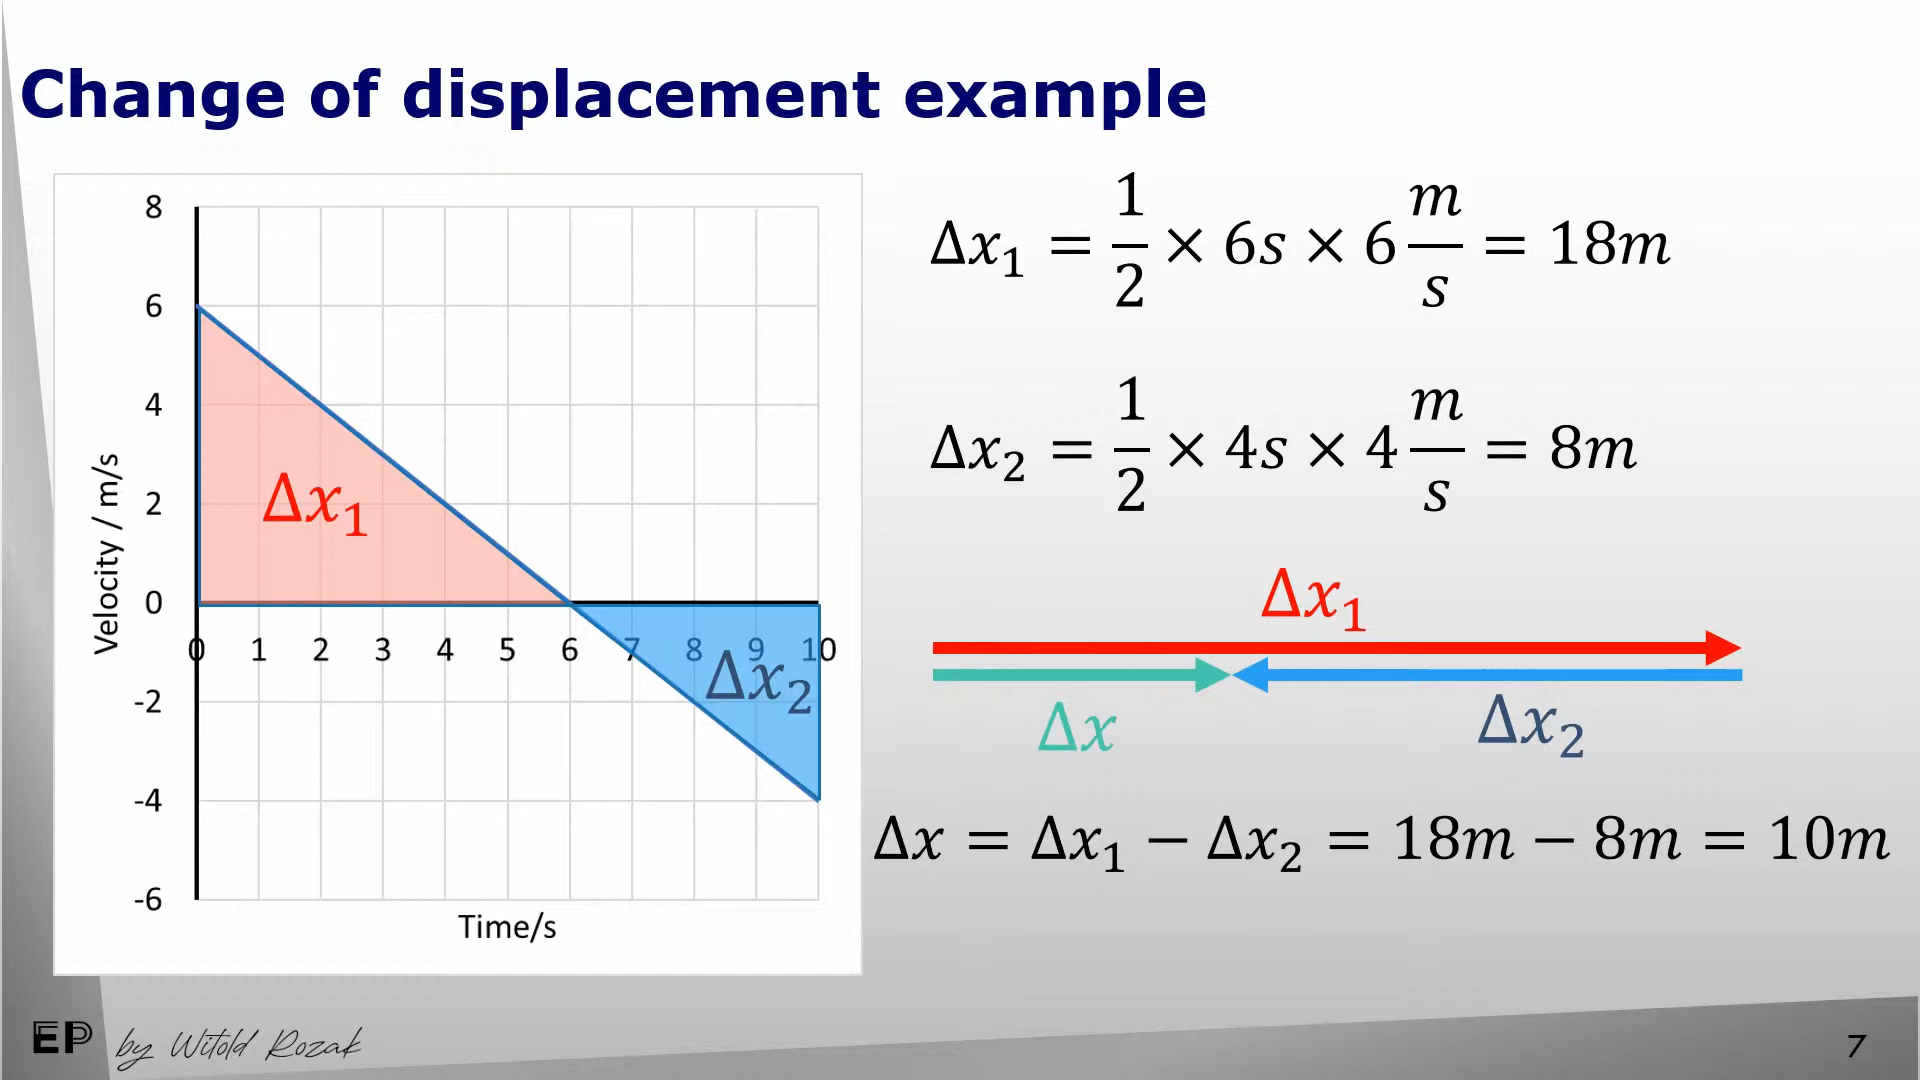 Change of displacement example
8
6
4
2
0
-2
-4
-6
Velocity / m/s
0 1 2 3 4 5 6 7 8 9 10
Time/s
Δx₁
Δx₂
Δx₁ = 1/2 × 6s × 6 m/s = 18m
Δx₂ = 1/2 × 4s × 4 m/s = 8m
Δx₁
Δx
Δx₂
Δx = Δx₁ − Δx₂ = 18m − 8m = 10m
EP by Witold Rozak
7